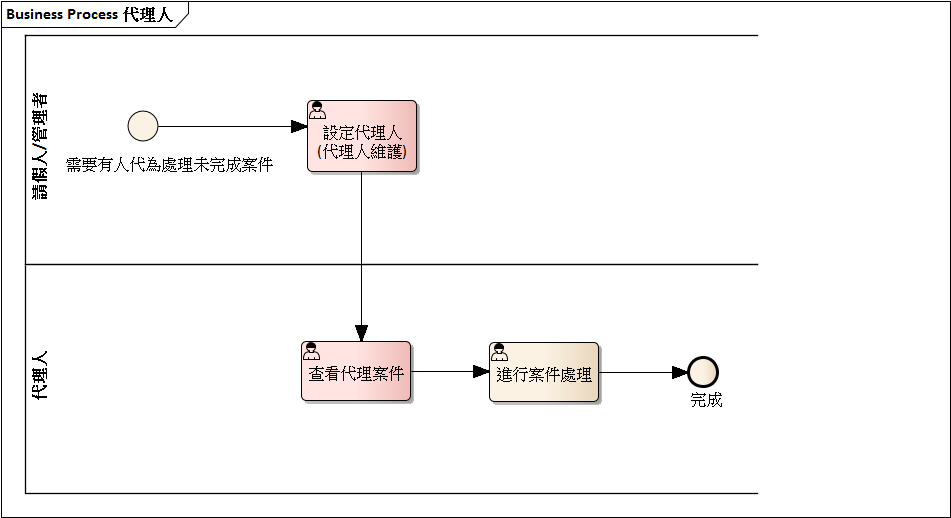 Business Process 代理人
請假人/管理者
需要有人代為處理未完成案件
設定代理人
(代理人維護)
代理人
查看代理案件
進行案件處理
完成